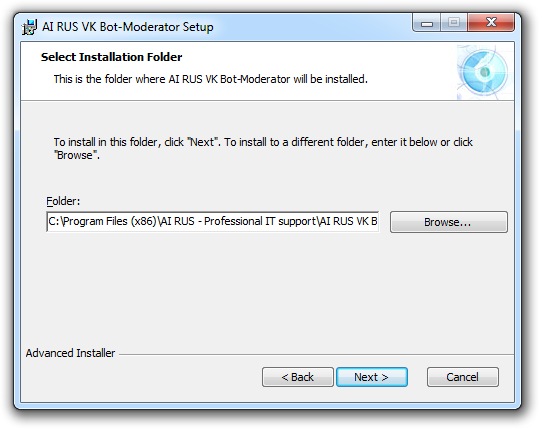 AI RUS VK Bot-Moderator Setup
Select Installation Folder
This is the folder where AI RUS VK Bot-Moderator will be installed.
To install in this folder, click "Next". To install to a different folder, enter it below or click
"Browse".
Folder:
C:\Program Files (x86)\AI RUS - Professional IT support\AI RUS VK B
Browse...
Advanced Installer
< Back
Next >
Cancel